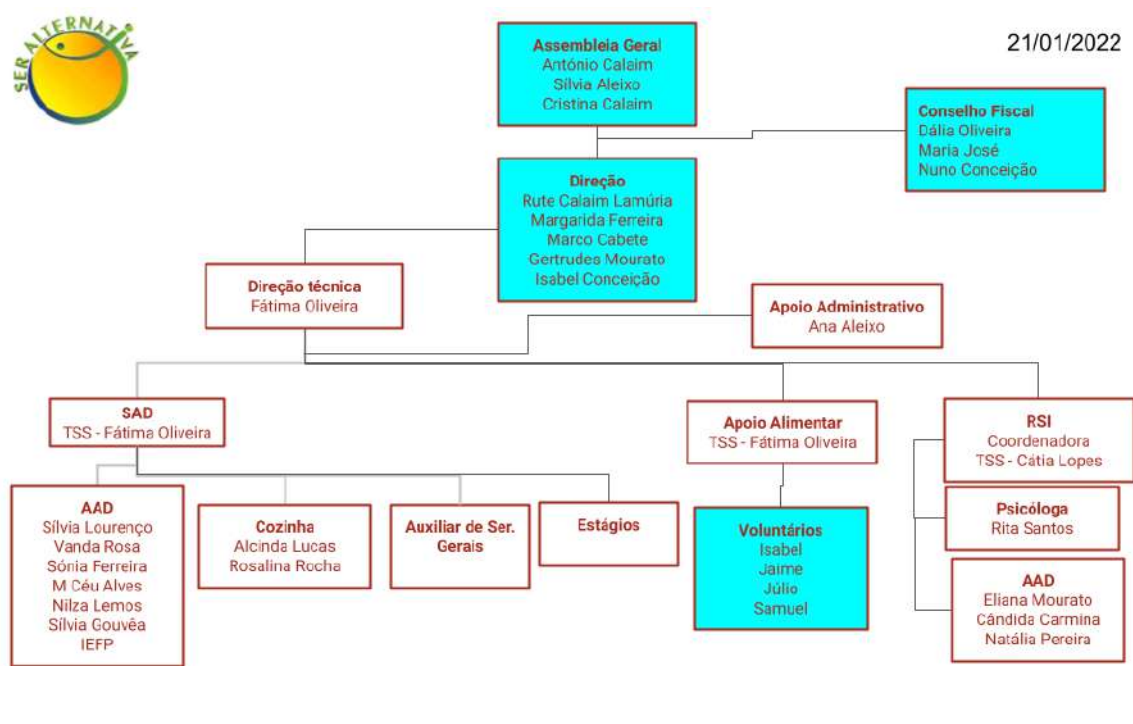 SER ALTERNATIVA
21/01/2022
Assembleia Geral
António Calaim
Sílvia Aleixo
Cristina Calaim
Conselho Fiscal
Dália Oliveira
Maria José
Nuno Conceição
Direção
Rute Calaim Lamúria
Margarida Ferreira
Marco Cabete
Gertrudes Mourato
Isabel Conceição
Direção técnica
Fátima Oliveira
Apoio Administrativo
Ana Aleixo
SAD
TSS - Fátima Oliveira
Apoio Alimentar
TSS - Fátima Oliveira
RSI
Coordenadora
TSS - Cátia Lopes
AAD
Sílvia Lourenço
Vanda Rosa
Sónia Ferreira
M Céu Alves
Nilza Lemos
Sílvia Gouvêa
IEFP
Cozinha
Alcinda Lucas
Rosalina Rocha
Auxiliar de Ser.
Gerais
Estágios
Voluntários
Isabel
Jaime
Júlio
Samuel
Psicóloga
Rita Santos
AAD
Eliana Mourato
Cândida Carmina
Natália Pereira